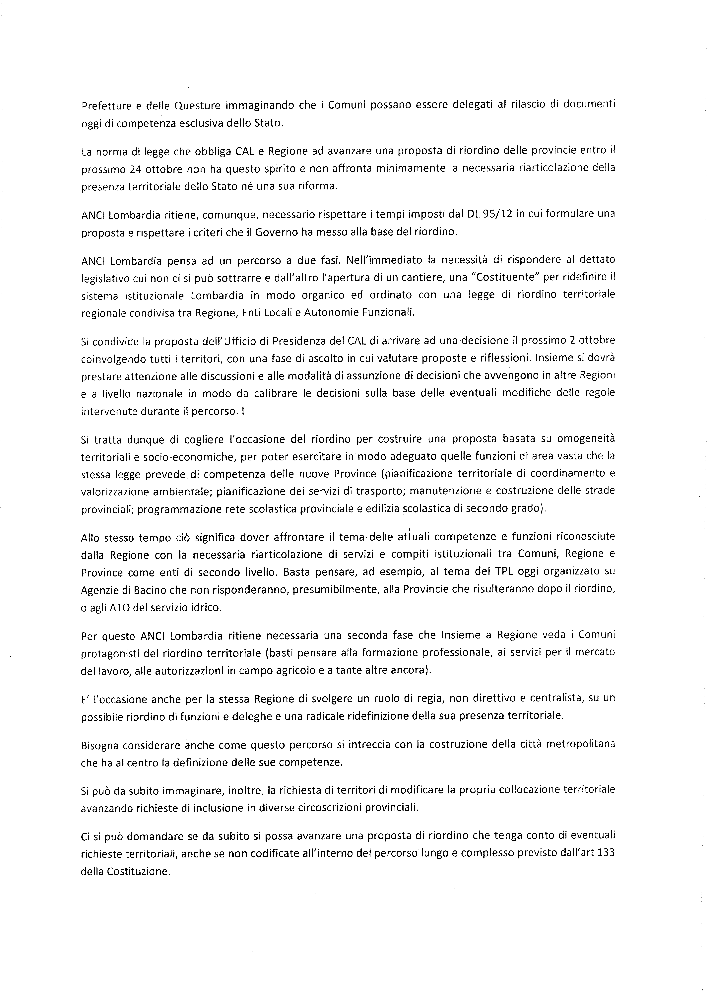 Prefetture e delle Questure immaginando che i Comuni possano essere delegati al rilascio di documenti
oggi di competenza esclusiva dello Stato.
La norma di legge che obbliga CAL e Regione ad avanzare una proposta di riordino delle provincie entro il
prossimo 24 ottobre non ha questo spirito e non affronta minimamente la necessaria riarticolazione della
presenza territoriale dello Stato né una sua riforma.
ANCI Lombardia ritiene, comunque, necessario rispettare i tempi imposti dal DL 95/12 in cui formulare una
proposta e rispettare i criteri che il Governo ha messo alla base del riordino.
ANCI Lombardia pensa ad un percorso a due fasi. Nell'immediato la necessità di rispondere al dettato
legislativo cui non ci si può sottrarre e dall'altro l'apertura di un cantiere, una "Costituente" per ridefinire il
sistema istituzionale Lombardia in modo organico ed ordinato con una legge di riordino territoriale
regionale condivisa tra Regione, Enti Locali e Autonomie Funzionali.
Si condivide la proposta dell'Ufficio di Presidenza del CAL di arrivare ad una decisione il prossimo 2 ottobre
coinvolgendo tutti i territori, con una fase di ascolto in cui valutare proposte e riflessioni. Insieme si dovrà
prestare attenzione alle discussioni e alle modalità di assunzione di decisioni che avvengono in altre Regioni
e a livello nazionale in modo da calibrare le decisioni sulla base delle eventuali modifiche delle regole
intervenute durante il percorso. I
Si tratta dunque di cogliere l'occasione del riordino per costruire una proposta basata su omogeneità
territoriali e socio-economiche, per poter esercitare in modo adeguato quelle funzioni di area vasta che la
stessa legge prevede di competenza delle nuove Province (pianificazione territoriale di coordinamento e
valorizzazione ambientale; pianificazione dei servizi di trasporto; manutenzione e costruzione delle strade
provinciali; programmazione rete scolastica provinciale e edilizia scolastica di secondo grado).
Allo stesso tempo ciò significa dover affrontare il tema delle attuali competenze e funzioni riconosciute
dalla Regione con la necessaria riarticolazione di servizi e compiti istituzionali tra Comuni, Regione e
Province come enti di secondo livello. Basta pensare, ad esempio, al tema del TPL oggi organizzato su
Agenzie di Bacino che non risponderanno, presumibilmente, alla Provincie che risulteranno dopo il riordino,
o agli ATO del servizio idrico.
Per questo ANCI Lombardia ritiene necessaria una seconda fase che Insieme a Regione veda i Comuni
protagonisti del riordino territoriale (basti pensare alla formazione professionale, ai servizi per il mercato
del lavoro, alle autorizzazioni in campo agricolo e a tante altre ancora).
E' l'occasione anche per la stessa Regione di svolgere un ruolo di regia, non direttivo e centralista, su un
possibile riordino di funzioni e deleghe e una radicale ridefinizione della sua presenza territoriale.
Bisogna considerare anche come questo percorso si intreccia con la costruzione della città metropolitana
che ha al centro la definizione delle sue competenze.
Si può da subito immaginare, inoltre, la richiesta di territori di modificare la propria collocazione territoriale
avanzando richieste di inclusione in diverse circoscrizioni provinciali.
Ci si può domandare se da subito si possa avanzare una proposta di riordino che tenga conto di eventuali
richieste territoriali, anche se non codificate all'interno del percorso lungo e complesso previsto dall'art 133
della Costituzione.